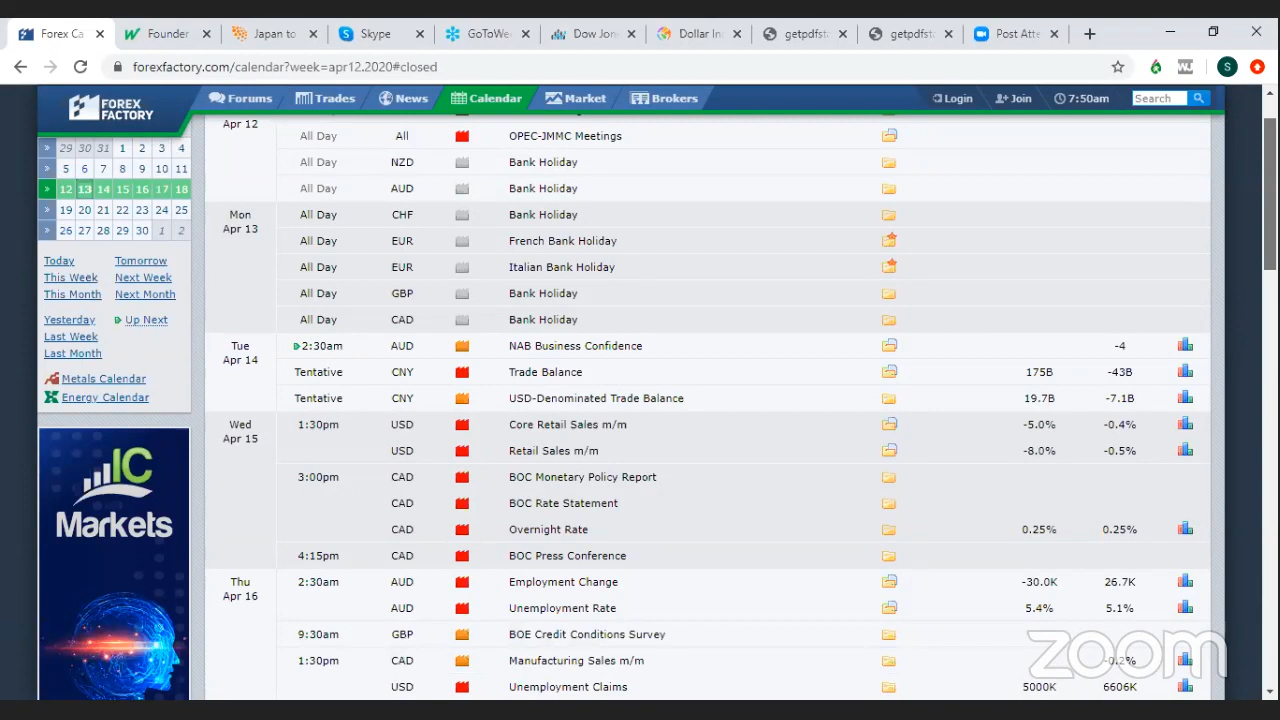 Forex Ca
Founder
Japan to
Skype
GoToWe
Dow Jon
Dollar In
getpdfst
getpdfst
Post Atte
forexfactory.com/calendar?week=apr12.2020#closed
FOREX FACTORY
Forums
Trades
News
Calendar
Market
Brokers
Login
Join
7:50am
Search
29 30 31 1 2 3 4
5 6 7 8 9 10 11
12 13 14 15 16 17 18
19 20 21 22 23 24 25
26 27 28 29 30 1 2
Today Tomorrow
This Week Next Week
This Month Next Month
Yesterday Up Next
Last Week
Last Month
Metals Calendar
Energy Calendar
IC
Markets
Apr 12
All Day All OPEC-JMMC Meetings
All Day NZD Bank Holiday
All Day AUD Bank Holiday
Mon
Apr 13
All Day CHF Bank Holiday
All Day EUR French Bank Holiday
All Day EUR Italian Bank Holiday
All Day GBP Bank Holiday
All Day CAD Bank Holiday
Tue
Apr 14
2:30am AUD NAB Business Confidence -4
Tentative CNY Trade Balance 175B -43B
Tentative CNY USD-Denominated Trade Balance 19.7B -7.1B
Wed
Apr 15
1:30pm USD Core Retail Sales m/m -5.0% -0.4%
USD Retail Sales m/m -8.0% -0.5%
3:00pm CAD BOC Monetary Policy Report
CAD BOC Rate Statement
CAD Overnight Rate 0.25% 0.25%
4:15pm CAD BOC Press Conference
Thu
Apr 16
2:30am AUD Employment Change -30.0K 26.7K
AUD Unemployment Rate 5.4% 5.1%
9:30am GBP BOE Credit Conditions Survey
1:30pm CAD Manufacturing Sales m/m -0.2%
USD Unemployment Claims 5000K 6606K
zoom